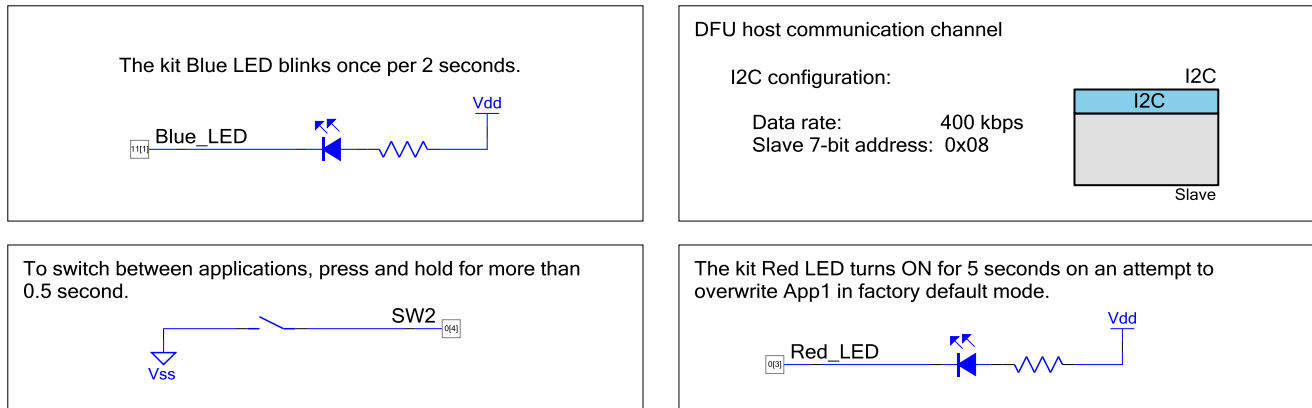 The kit Blue LED blinks once per 2 seconds.
Vdd
11[1]
Blue_LED
DFU host communication channel
I2C configuration:
Data rate: 400 kbps
Slave 7-bit address: 0x08
I2C
I2C
Slave
To switch between applications, press and hold for more than
0.5 second.
SW2
0[4]
Vss
The kit Red LED turns ON for 5 seconds on an attempt to
overwrite App1 in factory default mode.
Vdd
0[3]
Red_LED